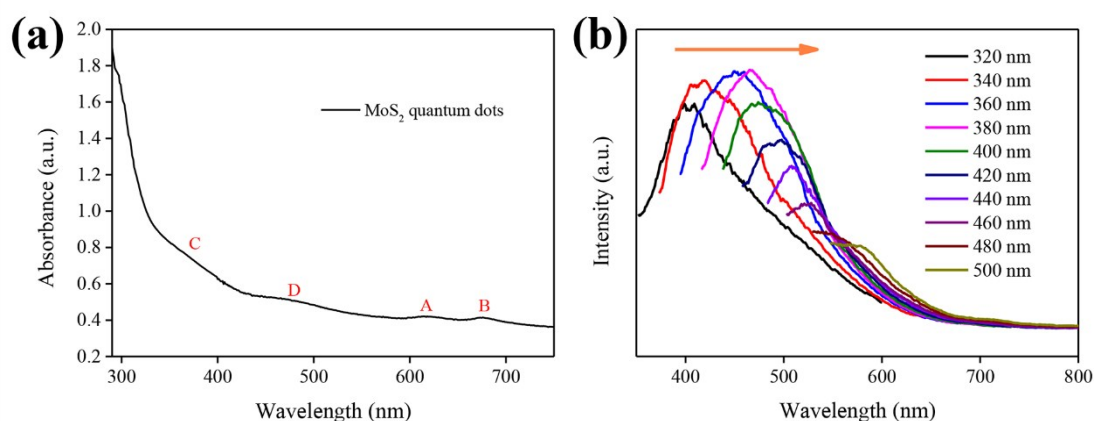 (a)
2.0
1.8
1.6
1.4
1.2
1.0
0.8
0.6
0.4
0.2
Absorbance (a.u.)
MoS₂ quantum dots
C
D
A
B
300 400 500 600 700
Wavelength (nm)
(b)
Intensity (a.u.)
320 nm
340 nm
360 nm
380 nm
400 nm
420 nm
440 nm
460 nm
480 nm
500 nm
400 500 600 700 800
Wavelength (nm)